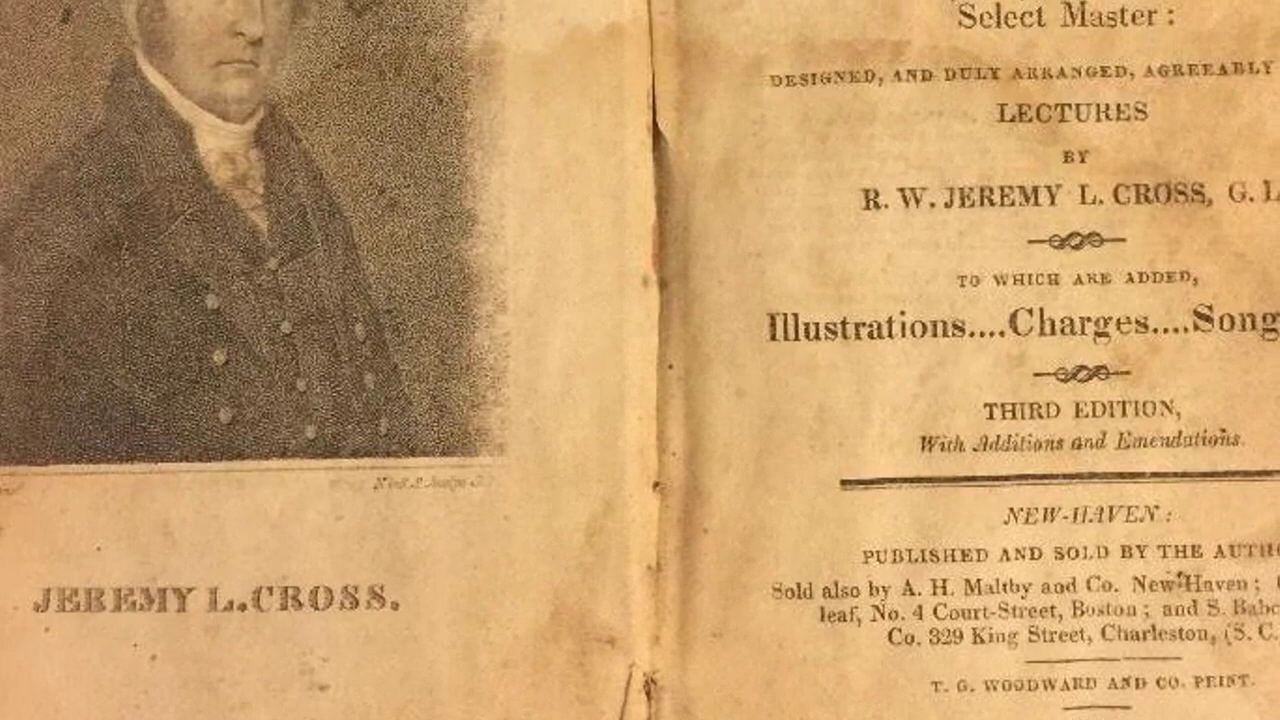 JEREMY L. CROSS.
Select Master:
DESIGNED, AND DULY ARRANGED, AGREEABLY
LECTURES
BY
R. W. JEREMY L. CROSS, G. L
TO WHICH ARE ADDED,
Illustrations....Charges....Song
THIRD EDITION,
With Additions and Emendations.
NEW-HAVEN:
PUBLISHED AND SOLD BY THE AUTH
Sold also by A. H. Maltby and Co. New-Haven;
leaf, No. 4 Court-Street, Boston; and S. Babc
Co. 329 King Street, Charleston, (S. C.
T. G. WOODWARD AND CO. PRINT.